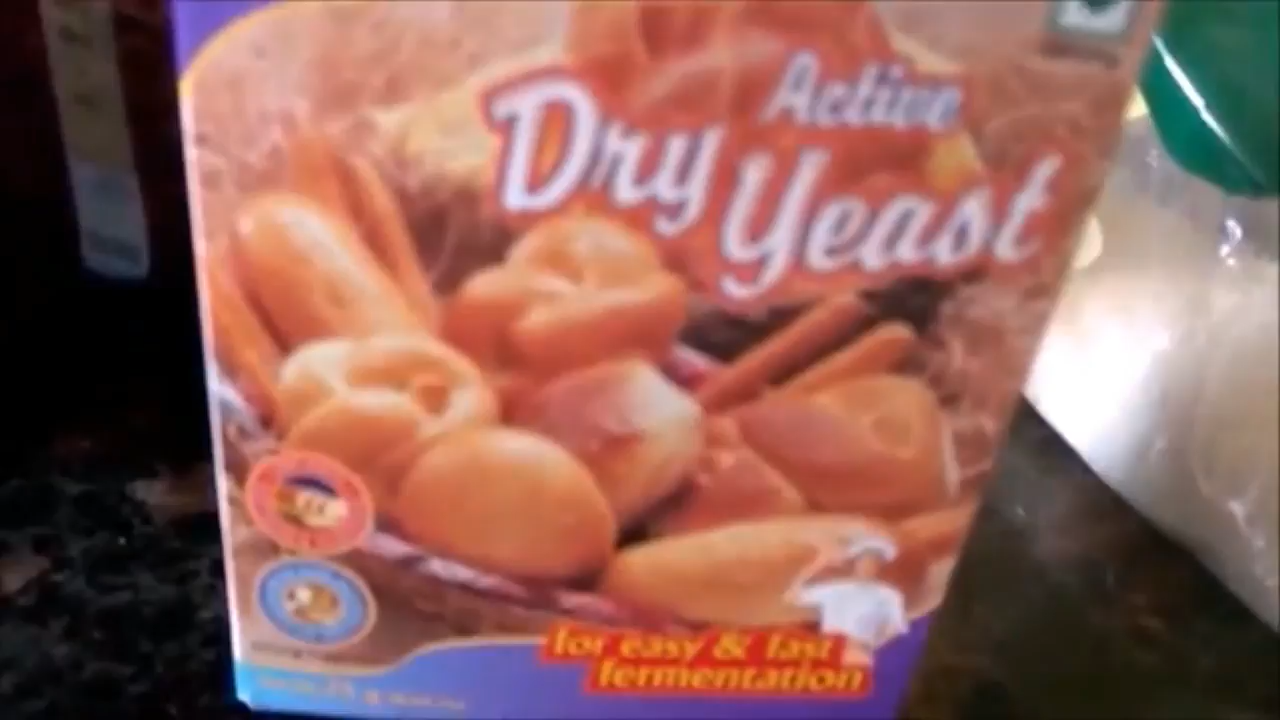 Active
Dry Yeast
for easy & fast
fermentation